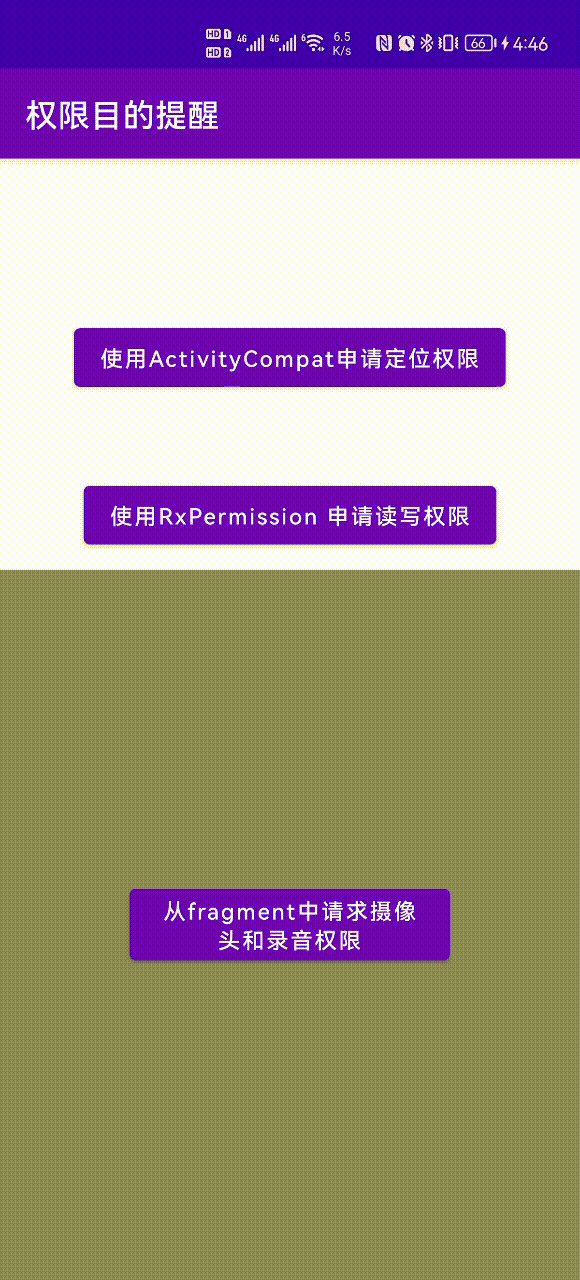 HD 1 4G 4G 6 6.5 66 4:46
HD 2 K/s
权限目的提醒
使用ActivityCompat申请定位权限
使用RxPermission 申请读写权限
从fragment中请求摄像
头和录音权限